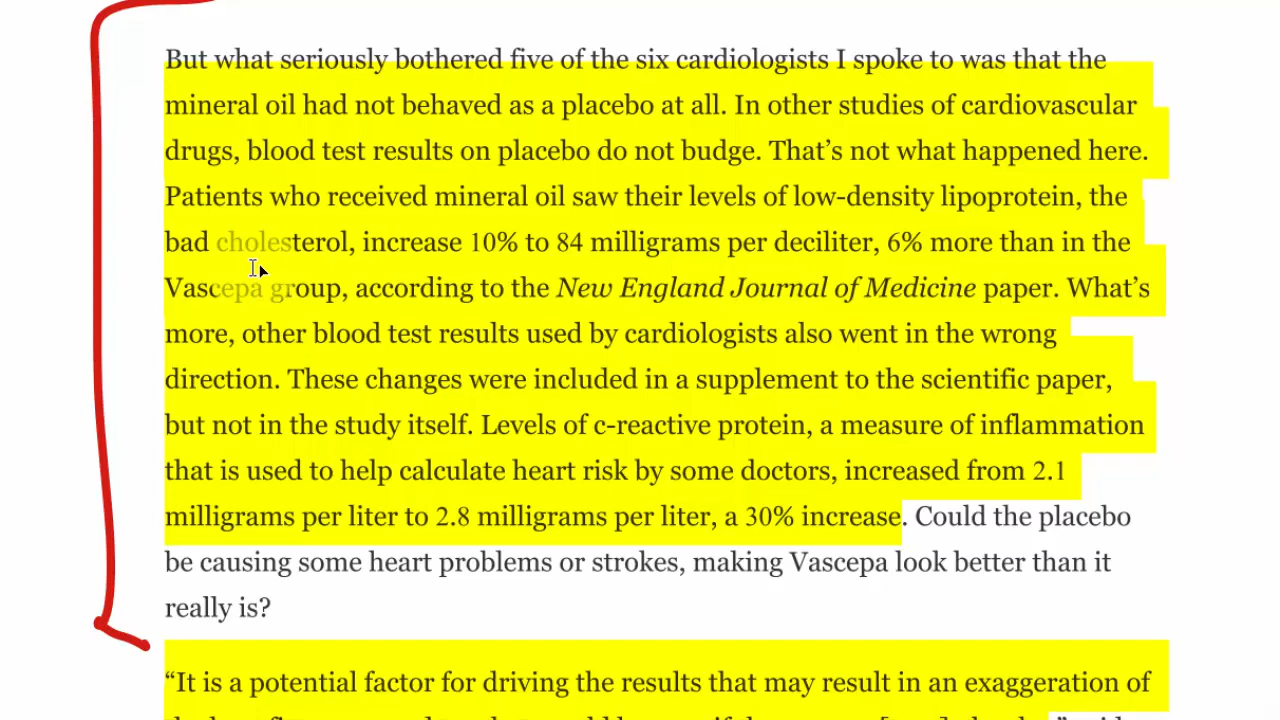 But what seriously bothered five of the six cardiologists I spoke to was that the
mineral oil had not behaved as a placebo at all. In other studies of cardiovascular
drugs, blood test results on placebo do not budge. That’s not what happened here.
Patients who received mineral oil saw their levels of low-density lipoprotein, the
bad cholesterol, increase 10% to 84 milligrams per deciliter, 6% more than in the
Vascepa group, according to the New England Journal of Medicine paper. What’s
more, other blood test results used by cardiologists also went in the wrong
direction. These changes were included in a supplement to the scientific paper,
but not in the study itself. Levels of c-reactive protein, a measure of inflammation
that is used to help calculate heart risk by some doctors, increased from 2.1
milligrams per liter to 2.8 milligrams per liter, a 30% increase. Could the placebo
be causing some heart problems or strokes, making Vascepa look better than it
really is?
“It is a potential factor for driving the results that may result in an exaggeration of